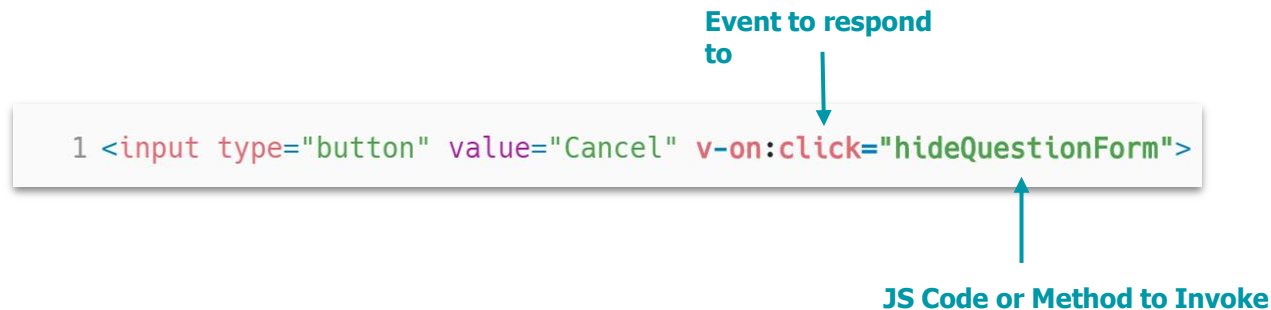 Event to respond
to
1 <input type="button" value="Cancel" v-on:click="hideQuestionForm">
JS Code or Method to Invoke